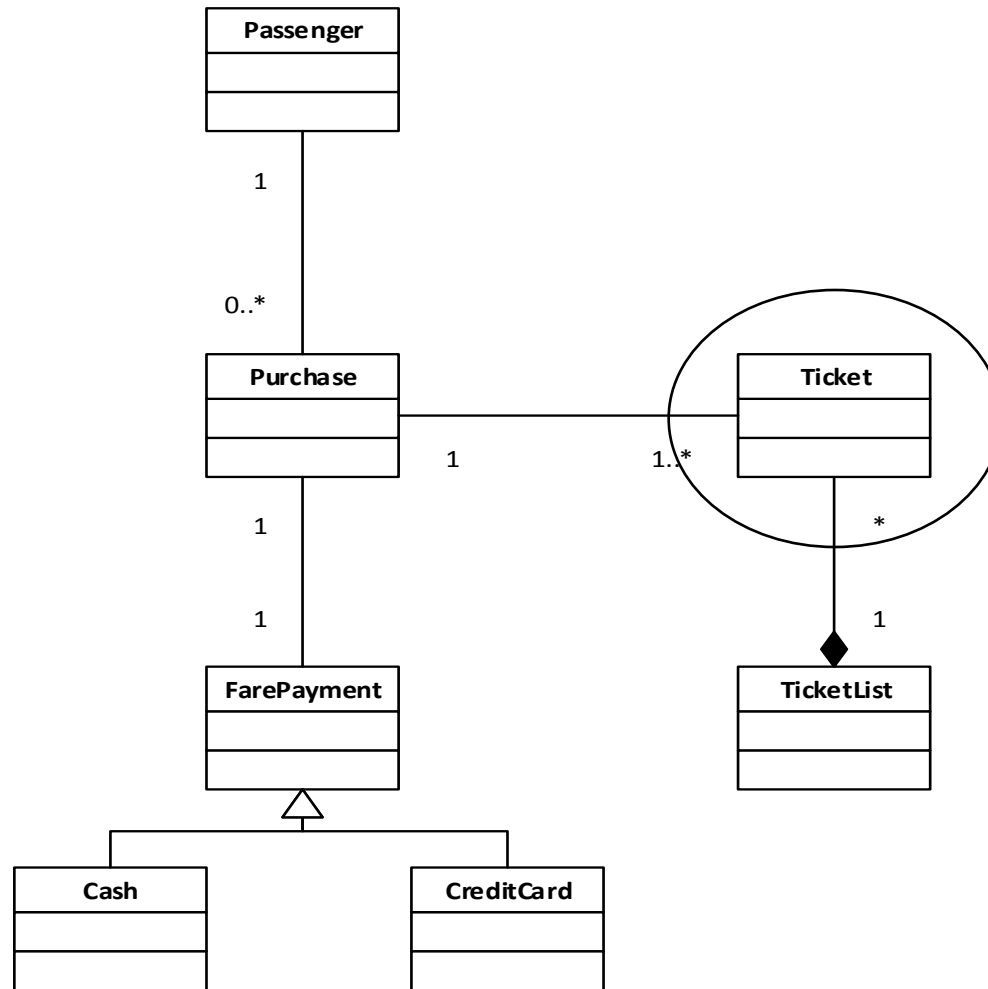 Passenger
1
0..*
Purchase
Ticket
1
1..*
1
*
1
1
FarePayment
TicketList
Cash
CreditCard